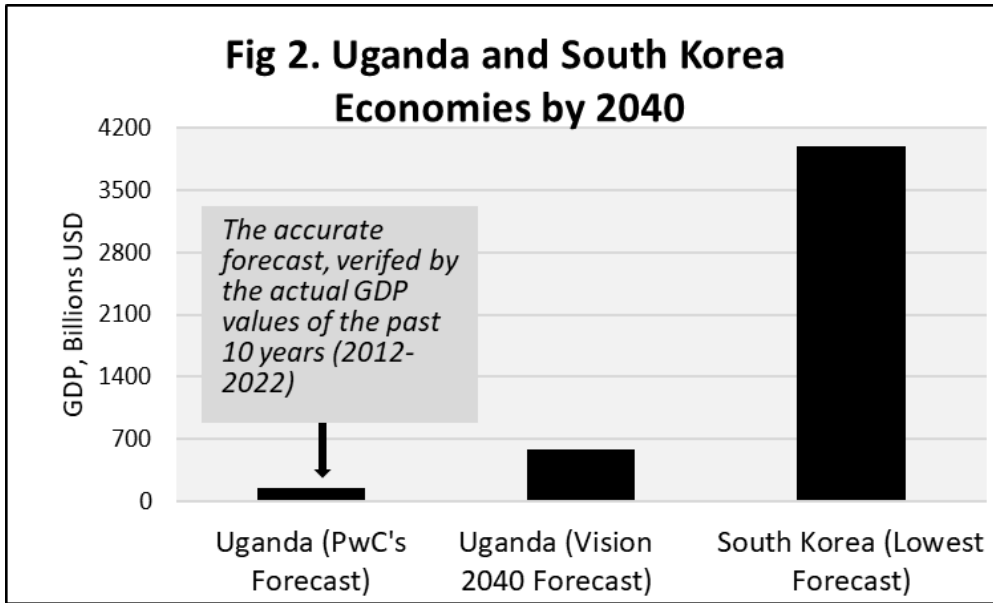 Fig 2. Uganda and South Korea
Economies by 2040
GDP, Billions USD
4200
3500
2800
2100
1400
700
0
The accurate
forecast, verifed by
the actual GDP
values of the past
10 years (2012-
2022)
Uganda (PwC's
Forecast)
Uganda (Vision
2040 Forecast)
South Korea (Lowest
Forecast)